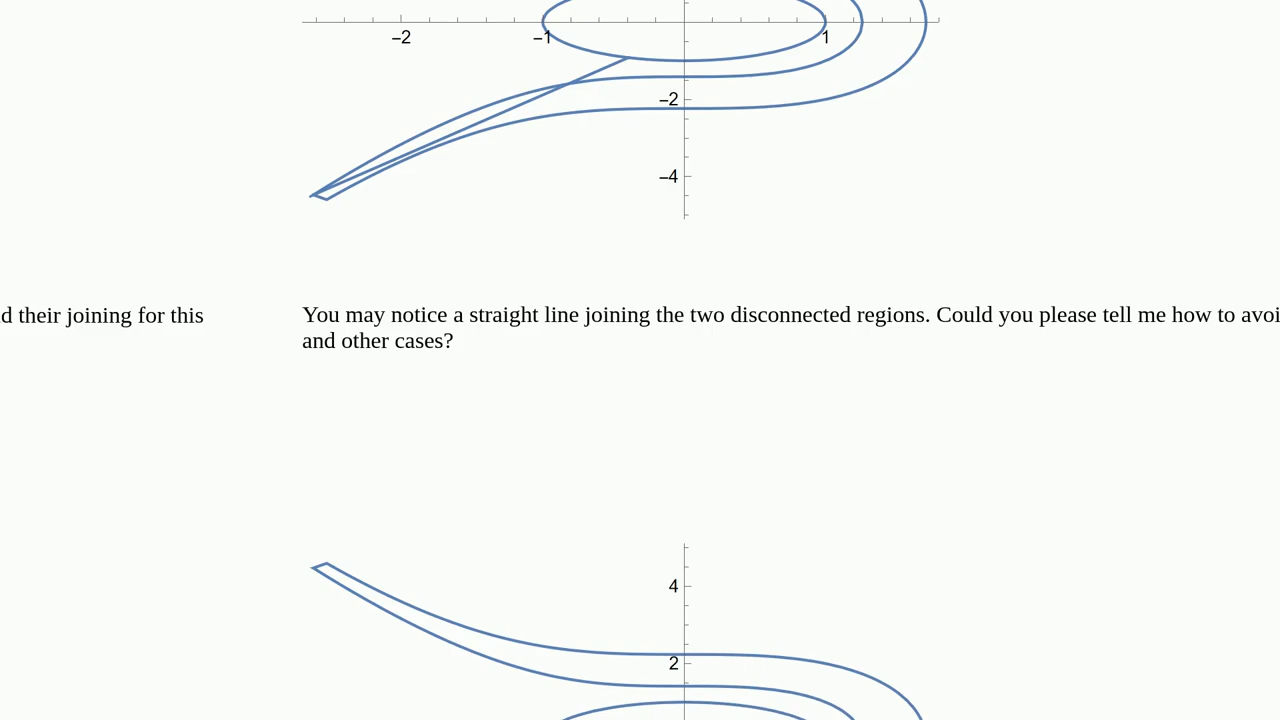 −2
−1
1
−2
−4
d their joining for this
You may notice a straight line joining the two disconnected regions. Could you please tell me how to avoi
and other cases?
4
2